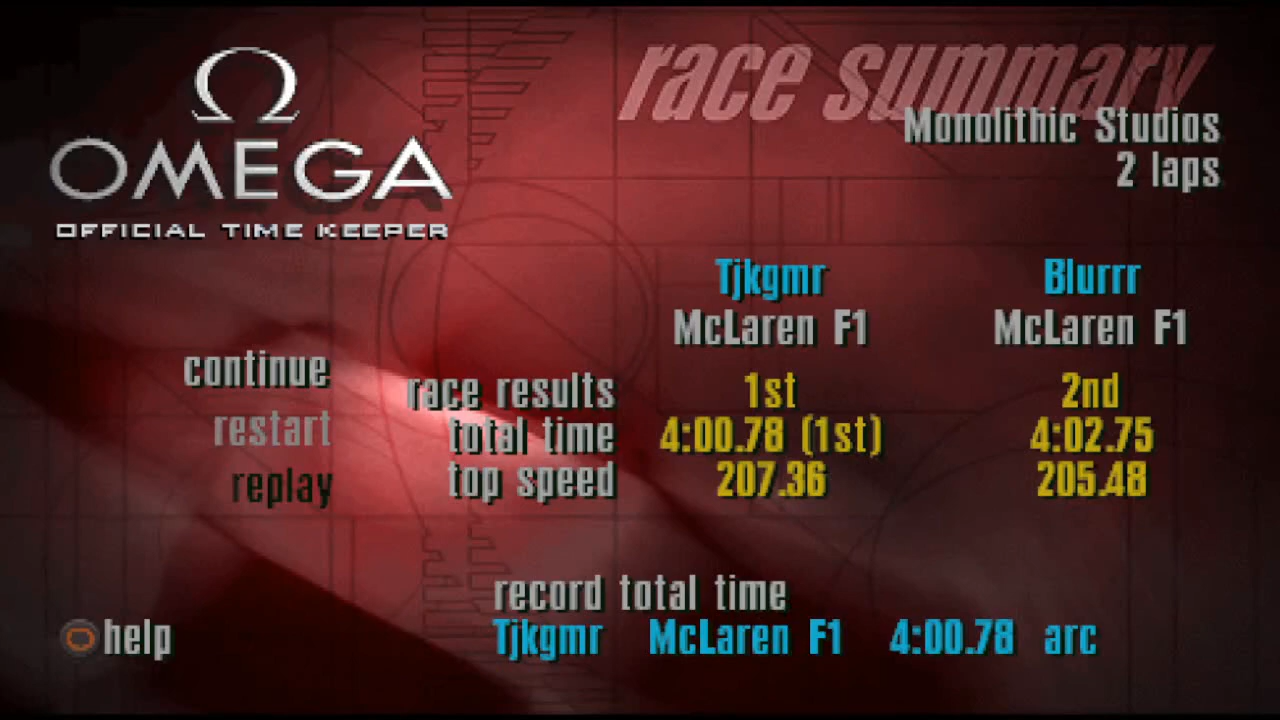 race summary
Ω
OMEGA
OFFICIAL TIME KEEPER
Monolithic Studios
2 laps
Tjkgmr Blurrr
McLaren F1 McLaren F1
continue
restart
replay
race results 1st 2nd
total time 4:00.78 (1st) 4:02.75
top speed 207.36 205.48
record total time
Tjkgmr McLaren F1 4:00.78 arc
help